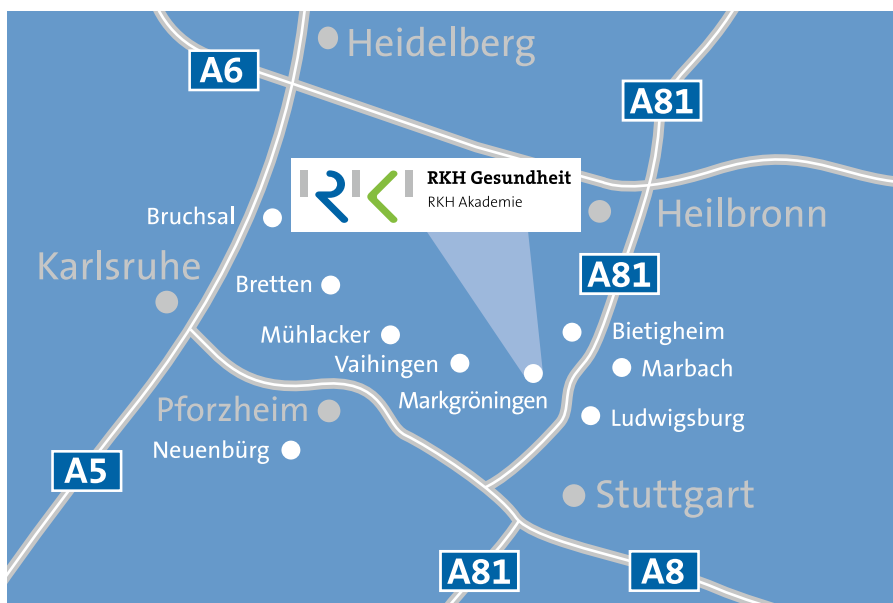 Heidelberg
A6
A81
RKH Gesundheit
RKH Akademie
Bruchsal
Heilbronn
Karlsruhe
A81
Bretten
Mühlacker
Bietigheim
Vaihingen
Marbach
Markgröningen
Pforzheim
Ludwigsburg
Neuenbürg
A5
Stuttgart
A81
A8